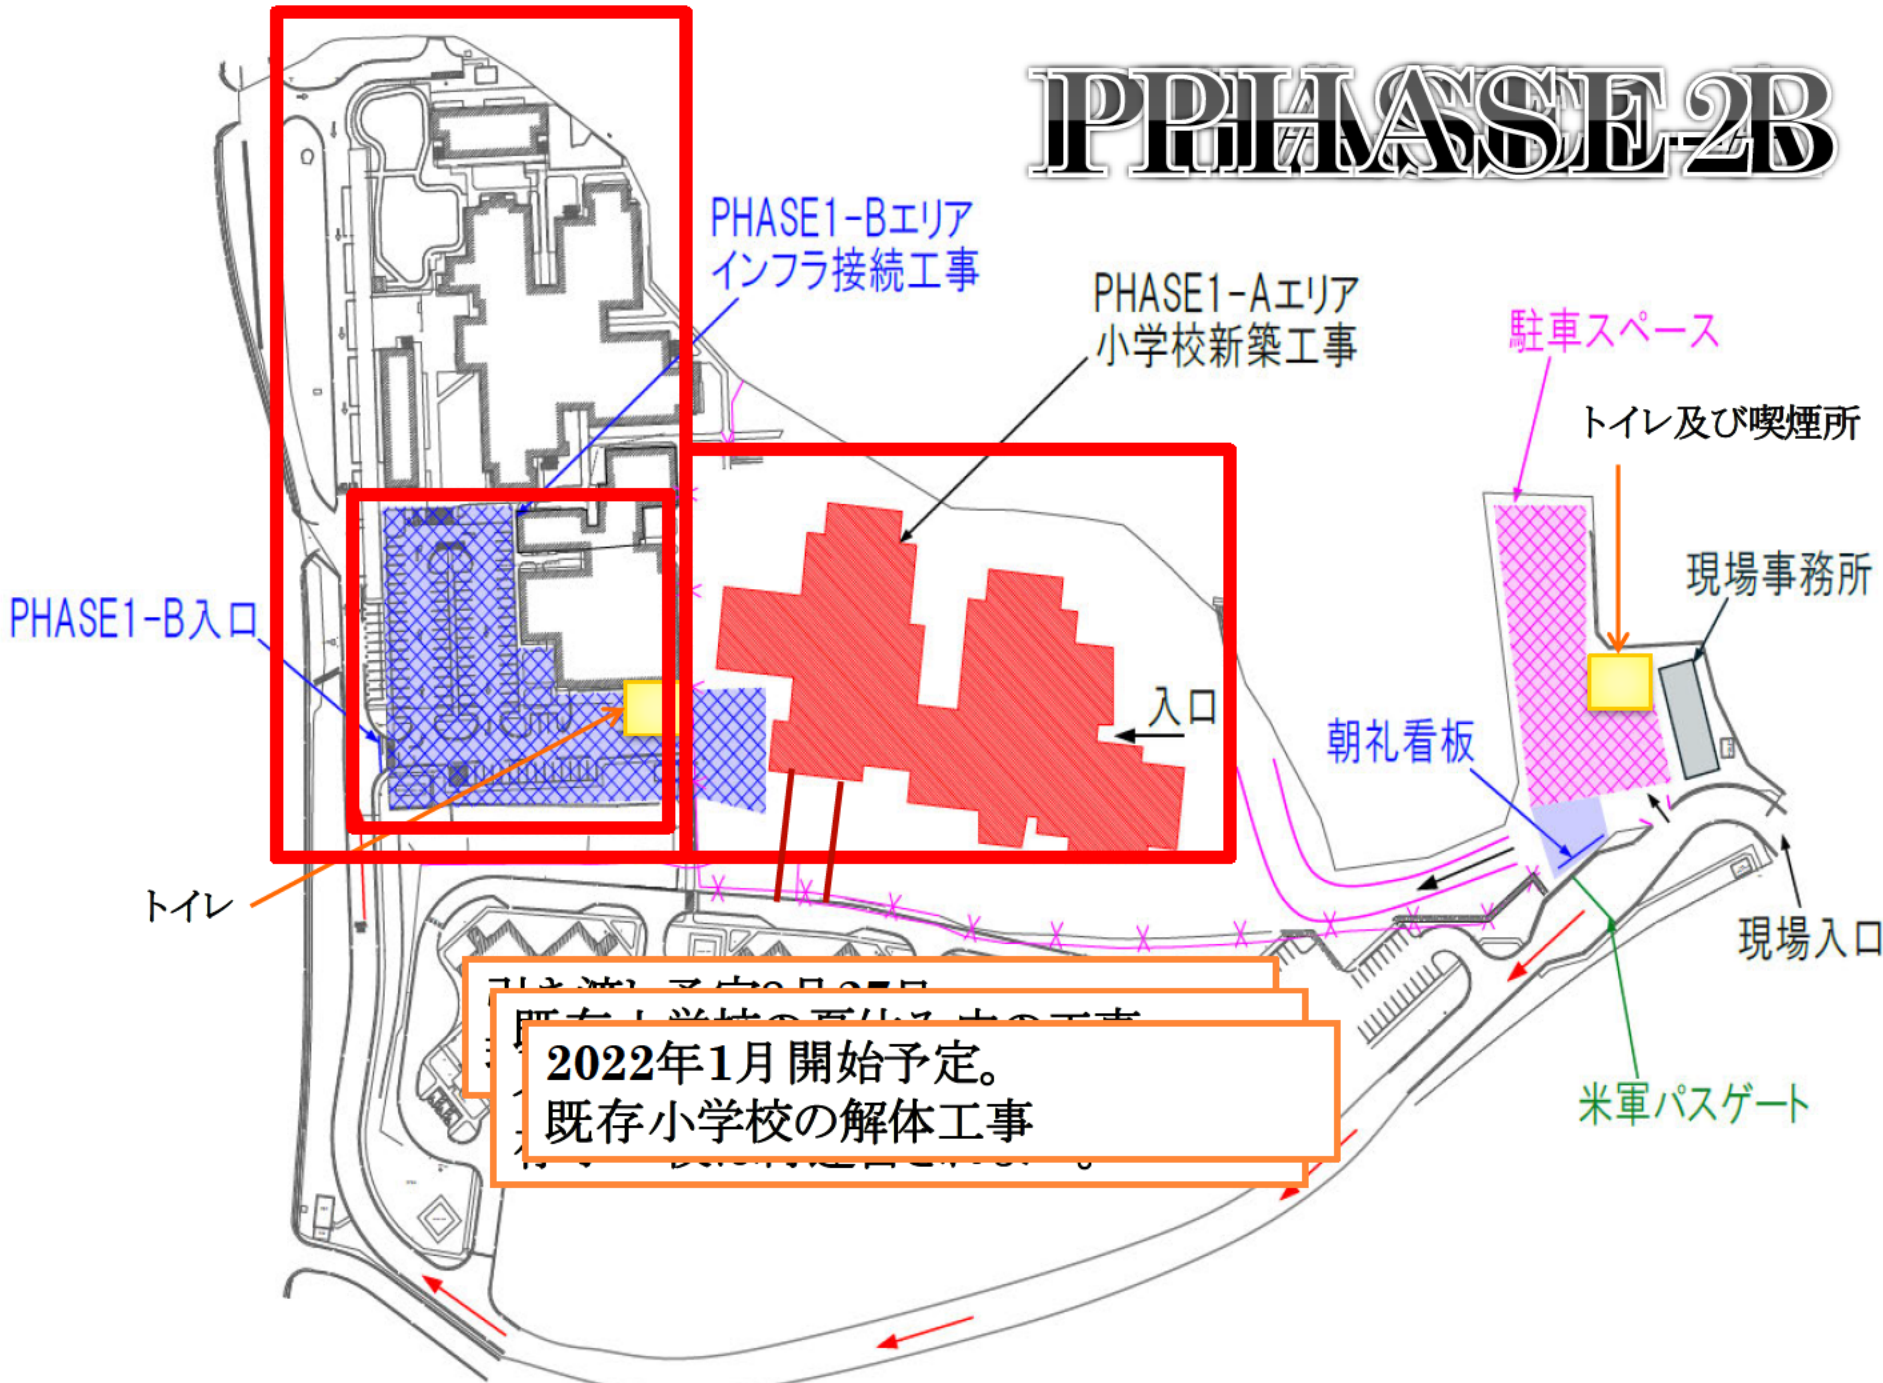 PHASE1-Bエリア
インフラ接続工事
PHASE1-Aエリア
小学校新築工事
駐車スペース
トイレ及び喫煙所
現場事務所
PHASE1-B入口
入口
朝礼看板
トイレ
現場入口
米軍パスゲート
2022年1月開始予定。
既存小学校の解体工事